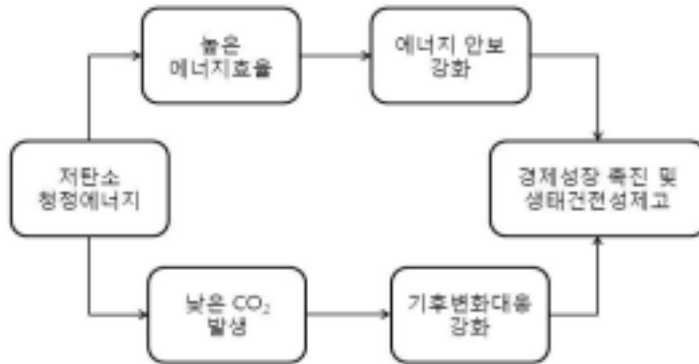 높은
에너지효율
에너지 안보
강화
저탄소
청정에너지
경제성장 촉진 및
생태건전성제고
낮은 CO₂
발생
기후변화대응
강화